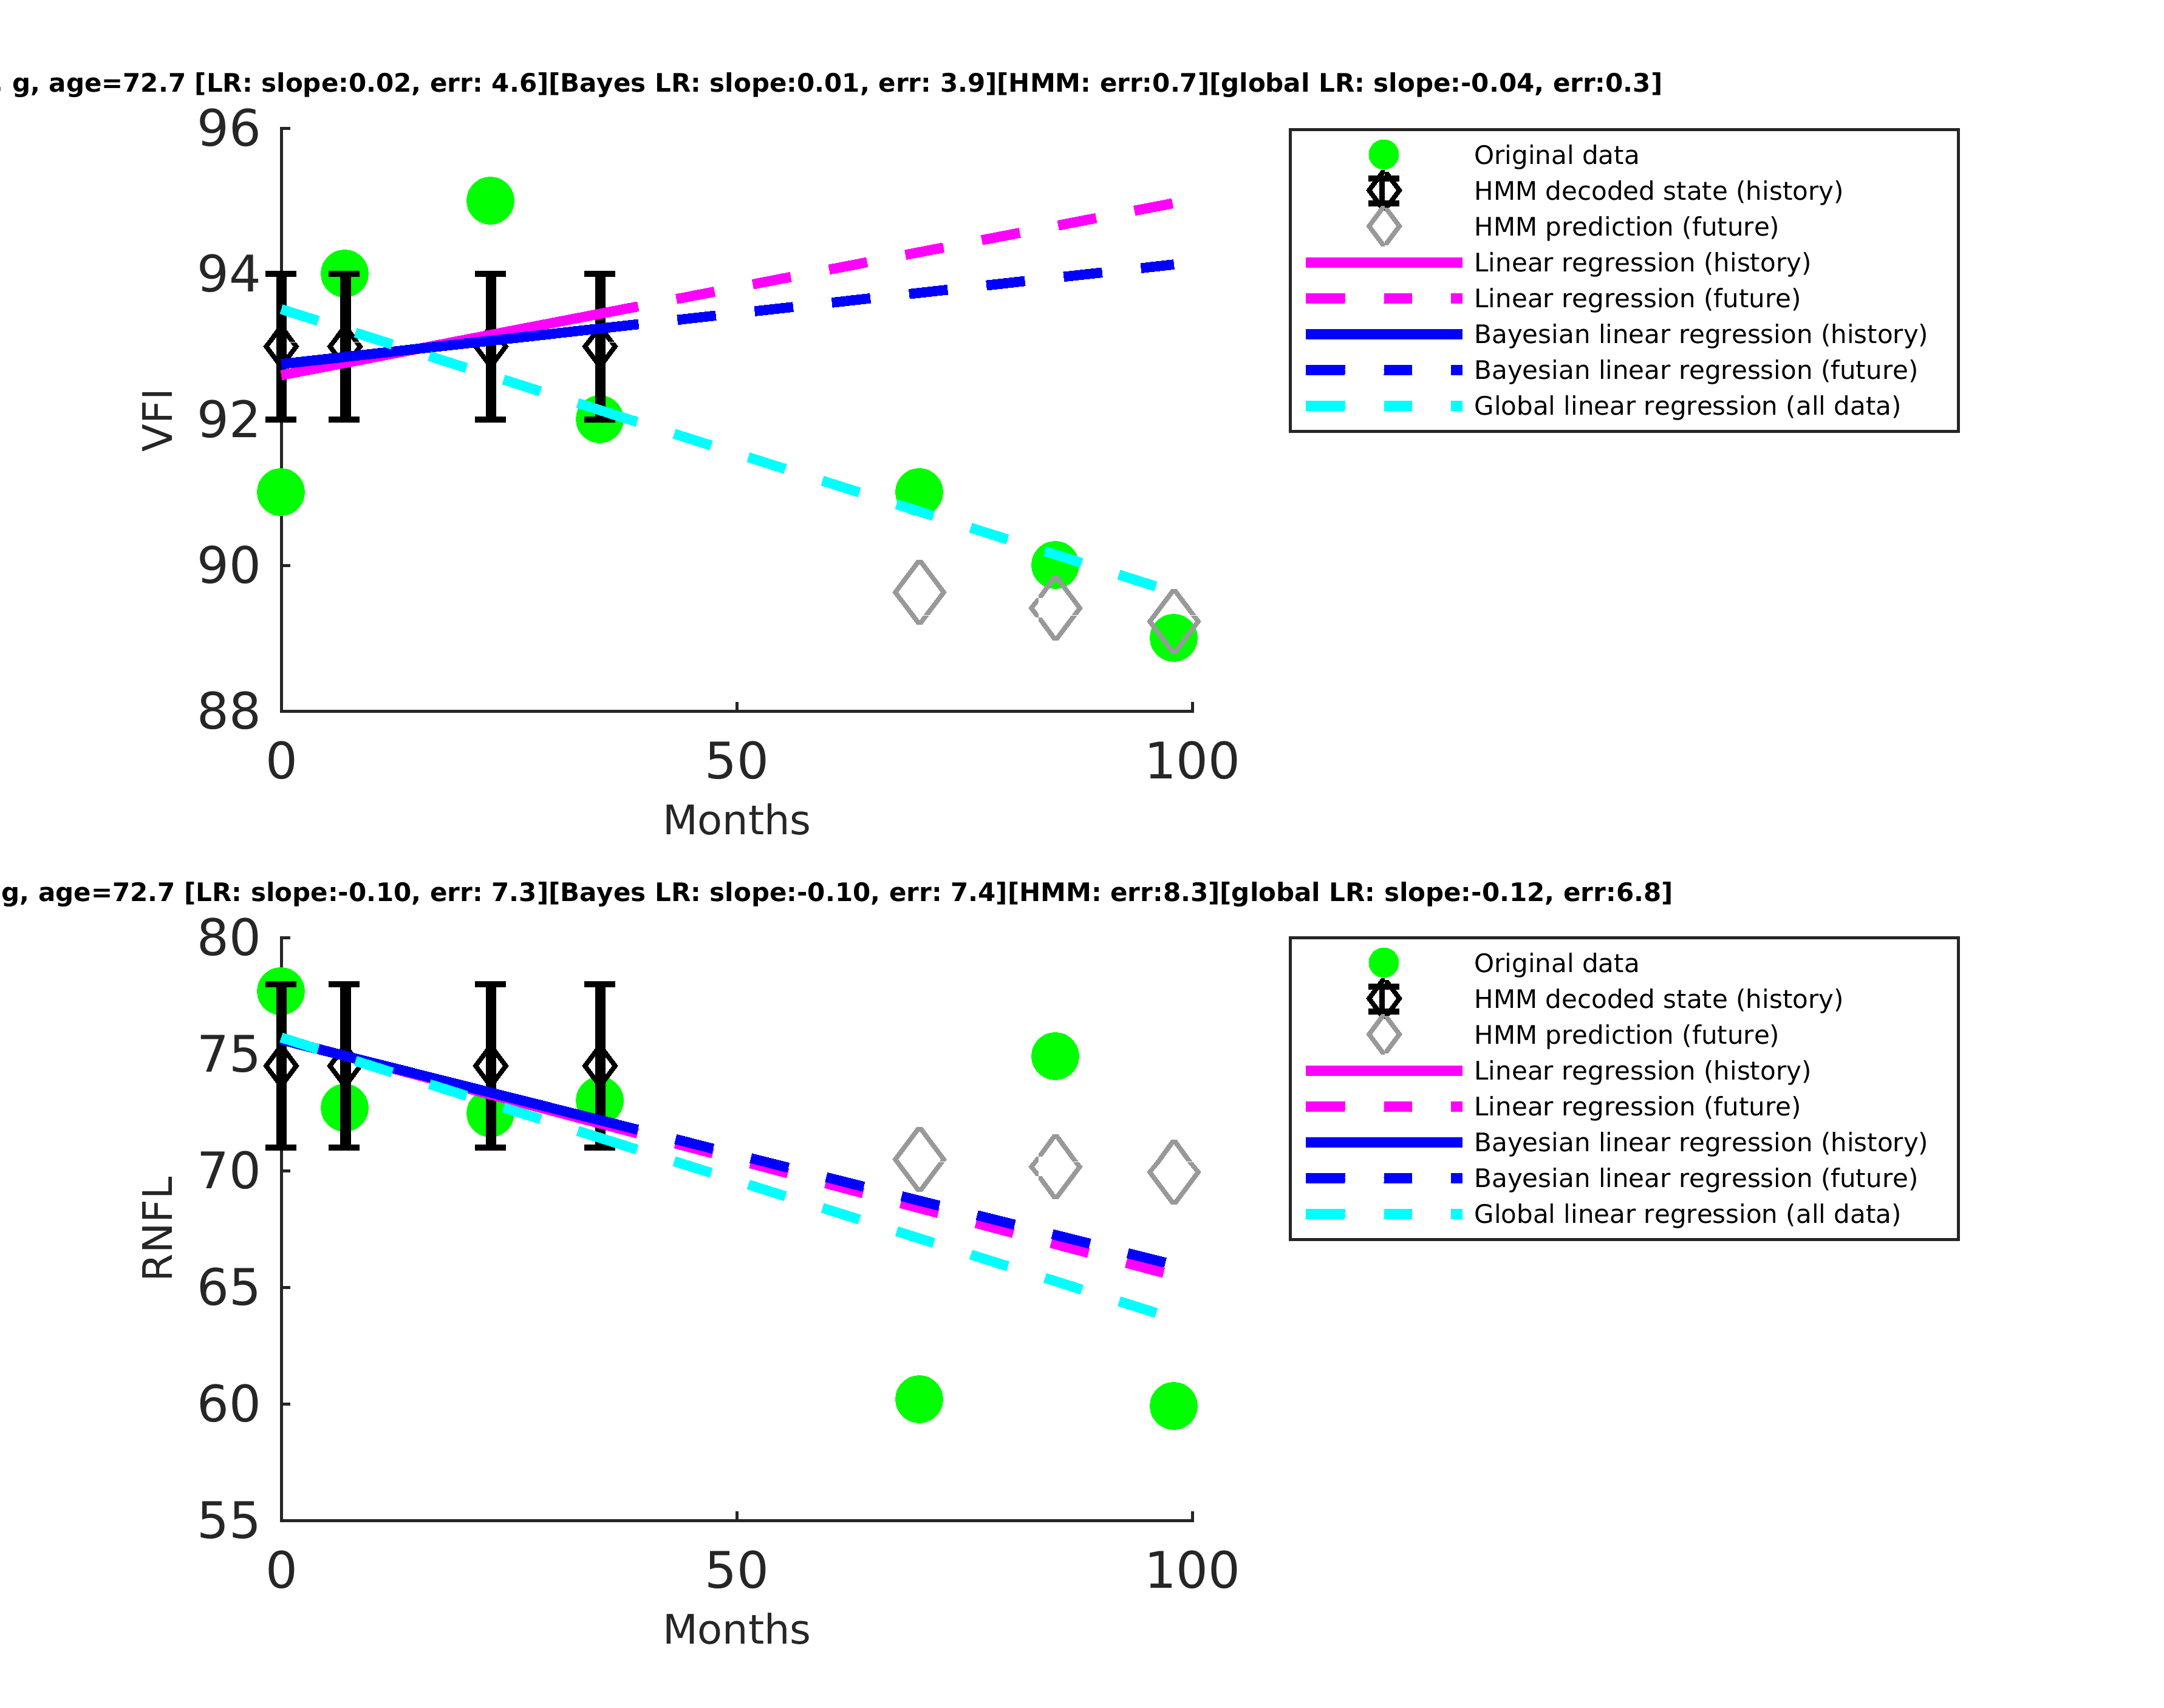 g, age=72.7 [LR: slope:0.02, err: 4.6][Bayes LR: slope:0.01, err: 3.9][HMM: err:0.7][global LR: slope:-0.04, err:0.3]
96
94
92
90
88
VFI
0 50 100
Months
Original data
HMM decoded state (history)
HMM prediction (future)
Linear regression (history)
Linear regression (future)
Bayesian linear regression (history)
Bayesian linear regression (future)
Global linear regression (all data)
g, age=72.7 [LR: slope:-0.10, err: 7.3][Bayes LR: slope:-0.10, err: 7.4][HMM: err:8.3][global LR: slope:-0.12, err:6.8]
80
75
70
65
60
55
RNFL
0 50 100
Months
Original data
HMM decoded state (history)
HMM prediction (future)
Linear regression (history)
Linear regression (future)
Bayesian linear regression (history)
Bayesian linear regression (future)
Global linear regression (all data)